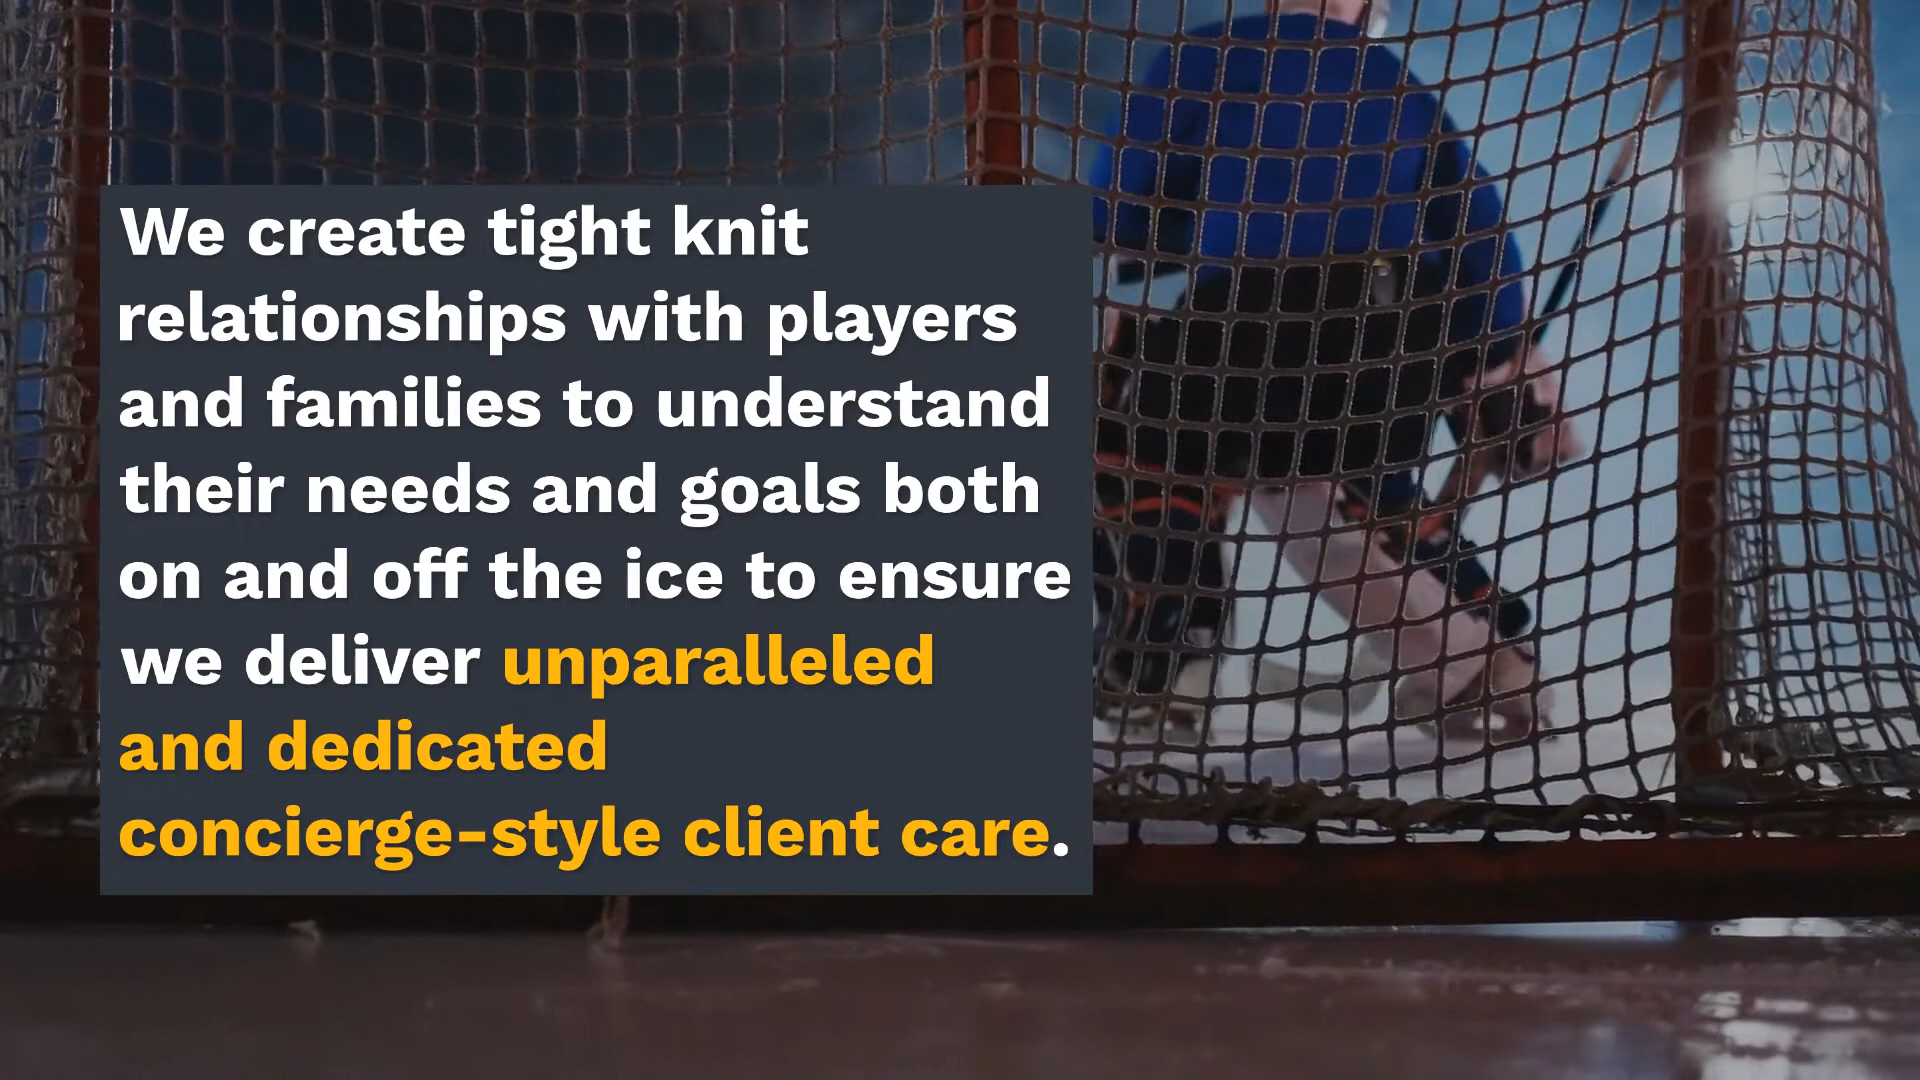 We create tight knit
relationships with players
and families to understand
their needs and goals both
on and off the ice to ensure
we deliver unparalleled
and dedicated
concierge-style client care.